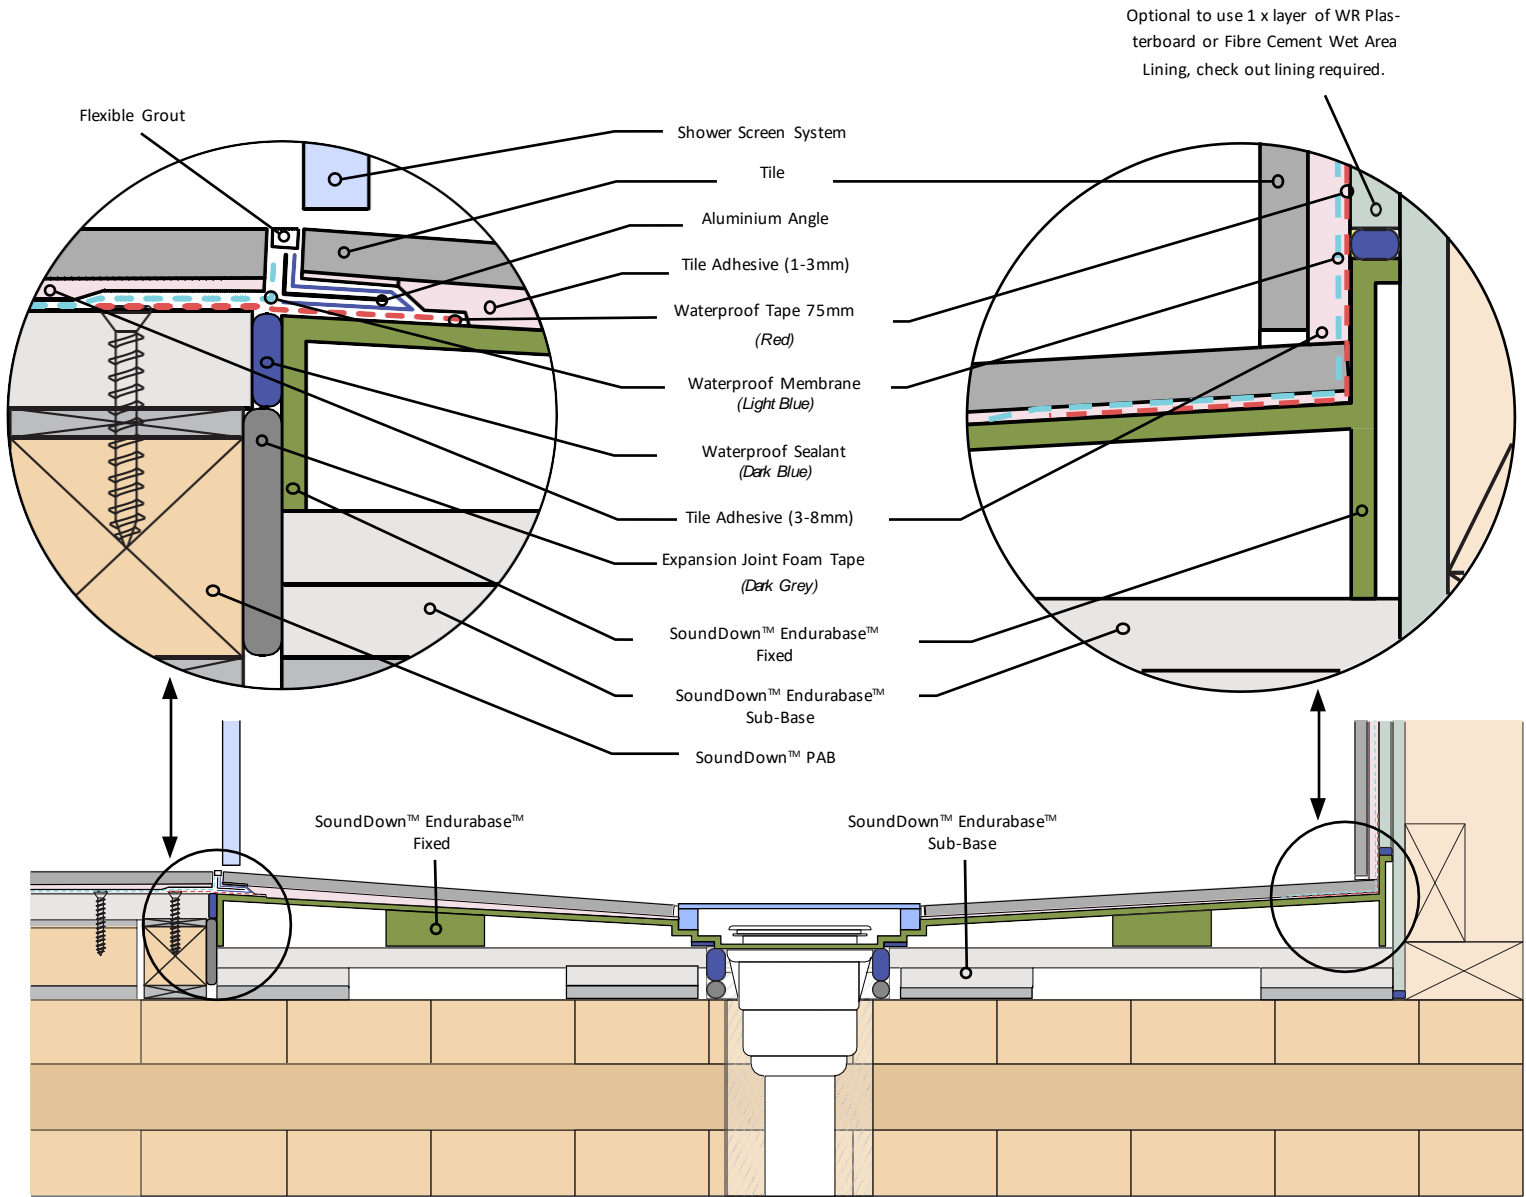 Optional to use 1 x layer of WR Plas-
terboard or Fibre Cement Wet Area
Lining, check out lining required.
Flexible Grout
Shower Screen System
Tile
Aluminium Angle
Tile Adhesive (1-3mm)
Waterproof Tape 75mm
(Red)
Waterproof Membrane
(Light Blue)
Waterproof Sealant
(Dark Blue)
Tile Adhesive (3-8mm)
Expansion Joint Foam Tape
(Dark Grey)
SoundDown™ Endurabase™
Fixed
SoundDown™ Endurabase™
Sub-Base
SoundDown™ PAB
SoundDown™ Endurabase™
Fixed
SoundDown™ Endurabase™
Sub-Base